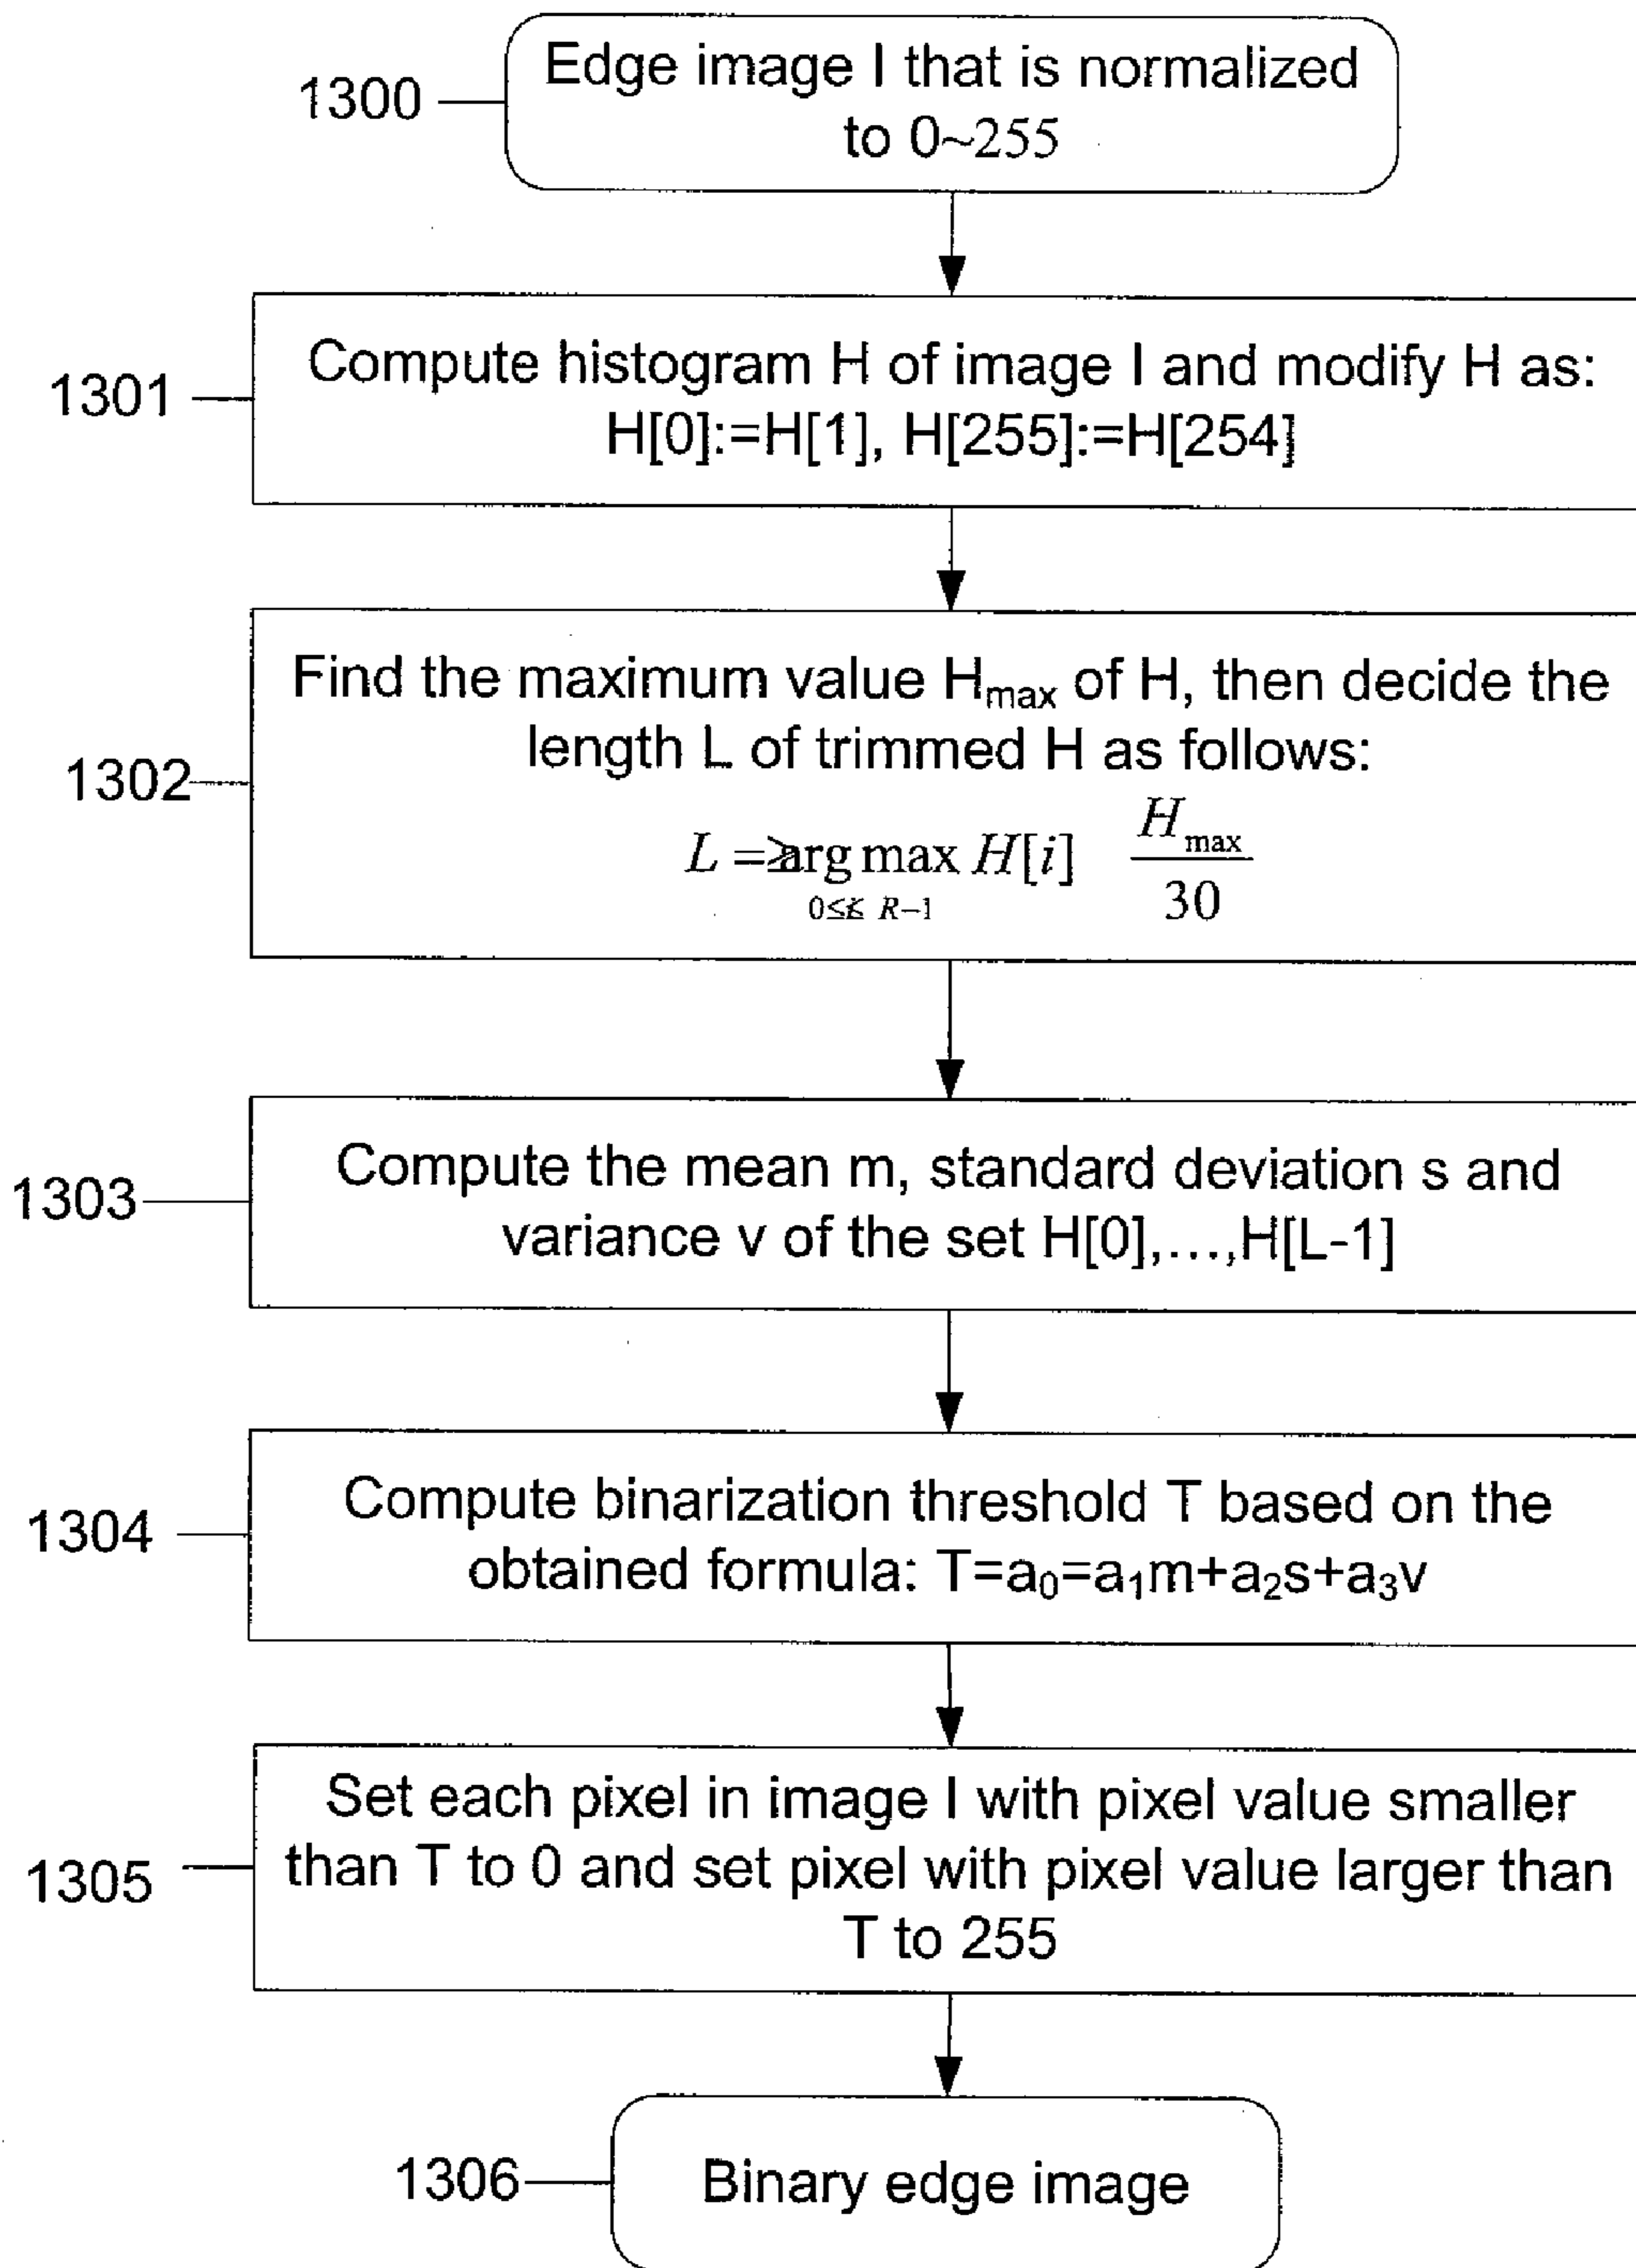 1300
Edge image I that is normalized
to 0~255
1301
Compute histogram H of image I and modify H as:
H[0]:=H[1], H[255]:=H[254]
1302
Find the maximum value Hmax of H, then decide the
length L of trimmed H as follows:
L =≥arg max H[i] Hmax/30
0≤i≤ R−1
1303
Compute the mean m, standard deviation s and
variance v of the set H[0],...,H[L-1]
1304
Compute binarization threshold T based on the
obtained formula: T=a0=a1m+a2s+a3v
1305
Set each pixel in image I with pixel value smaller
than T to 0 and set pixel with pixel value larger than
T to 255
1306
Binary edge image